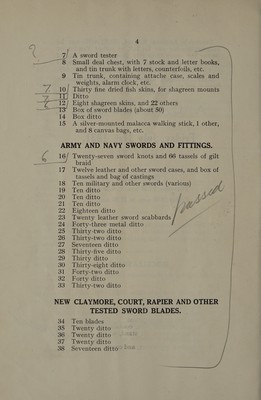 4
?
7/ A sword tester
8 Small deal chest, with 7 stock and letter books,
and tin trunk with letters, counterfoils, etc.
9 Tin trunk, containing attache case, scales and
weights, alarm clock, etc.
10/ Thirty fine dried fish skins, for shagreen mounts
11/ Ditto
12/ Eight shagreen skins, and 22 others
13 Box of sword blades (about 50)
14 Box ditto
15 A silver-mounted malacca walking stick, 1 other,
and 8 canvas bags, etc.
ARMY AND NAVY SWORDS AND FITTINGS.
6 16/ Twenty-seven sword knots and 66 tassels of gilt
braid
17 Twelve leather and other sword cases, and box of
tassels and bag of castings
18 Ten military and other swords (various)
19 Ten ditto
20 Ten ditto
21 Ten ditto
22 Eighteen ditto
23 Twenty leather sword scabbards
24 Forty-three metal ditto
25 Thirty-two ditto
26 Thirty-two ditto
27 Seventeen ditto
28 Thirty-five ditto
29 Thirty ditto
30 Thirty-eight ditto
31 Forty-two ditto
32 Forty ditto
33 Thirty-two ditto
passed
NEW CLAYMORE, COURT, RAPIER AND OTHER
TESTED SWORD BLADES.
34 Ten blades
35 Twenty ditto
36 Twenty ditto
37 Twenty ditto
38 Seventeen ditto